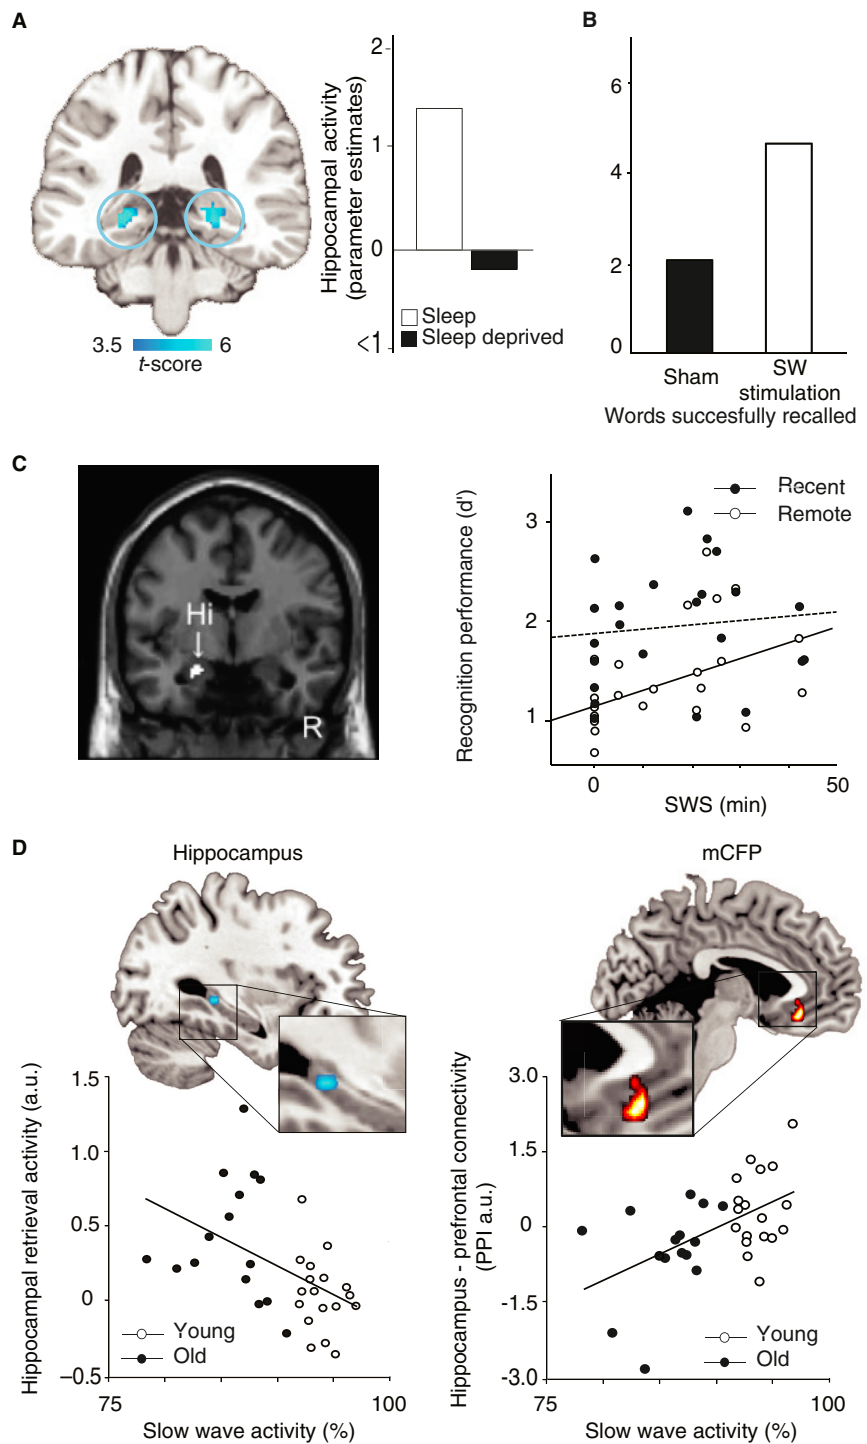 A
Hippocampal activity
(parameter estimates)
2
1
0
<1
Sleep
Sleep deprived
3.5
6
t-score
B
6
4
2
0
Sham
SW
stimulation
Words succesfully recalled
C
Hi
R
Recognition performance (d')
3
2
1
Recent
Remote
0
50
SWS (min)
D
Hippocampus
Hippocampal retrieval activity (a.u.)
1.5
1.0
0.5
0
–0.5
Young
Old
75
100
Slow wave activity (%)
mCFP
Hippocampus - prefrontal connectivity
(PPI a.u.)
3.0
1.5
0
-1.5
-3.0
Young
Old
75
100
Slow wave activity (%)